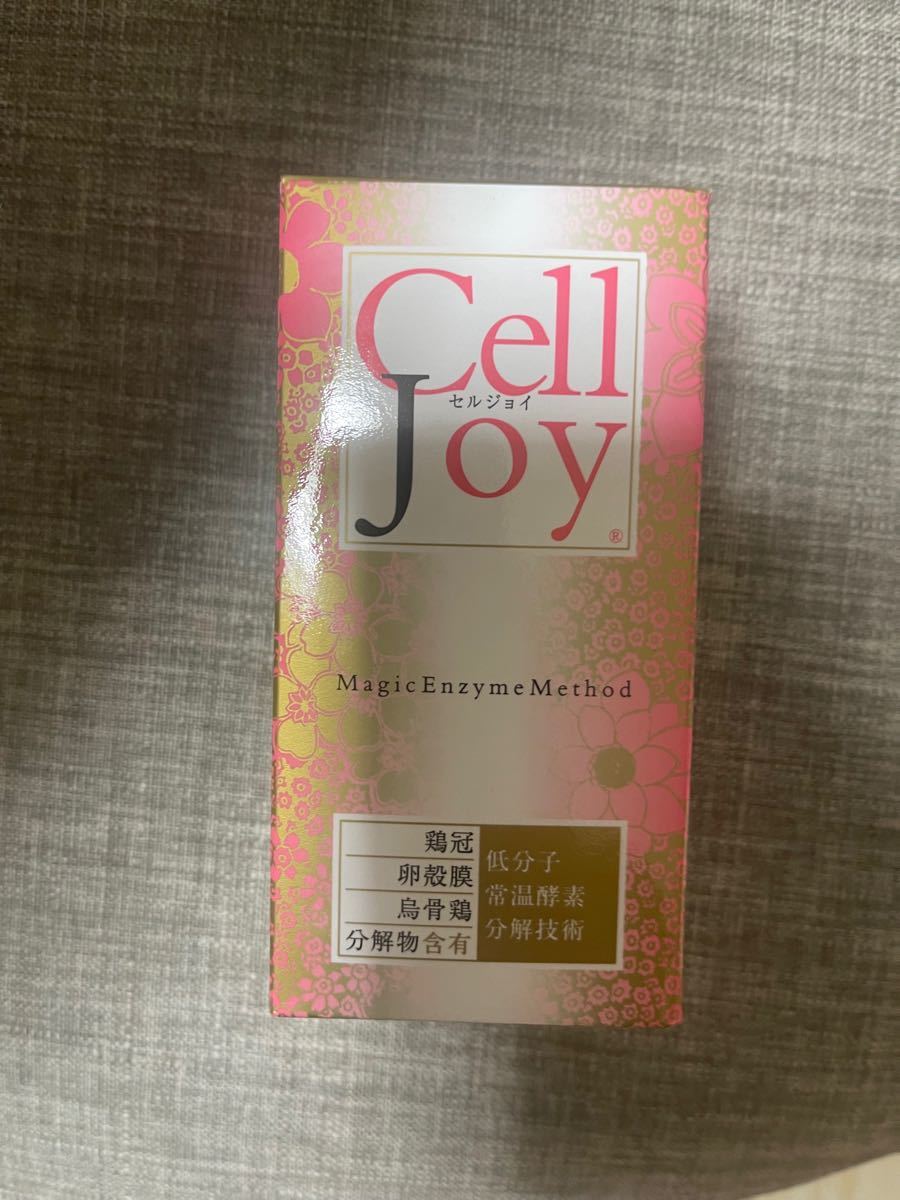 Cell
セルジョイ
Joy
®
MagicEnzymeMethod
鶏冠
卵殻膜
烏骨鶏
分解物含有
低分子
常温酵素
分解技術